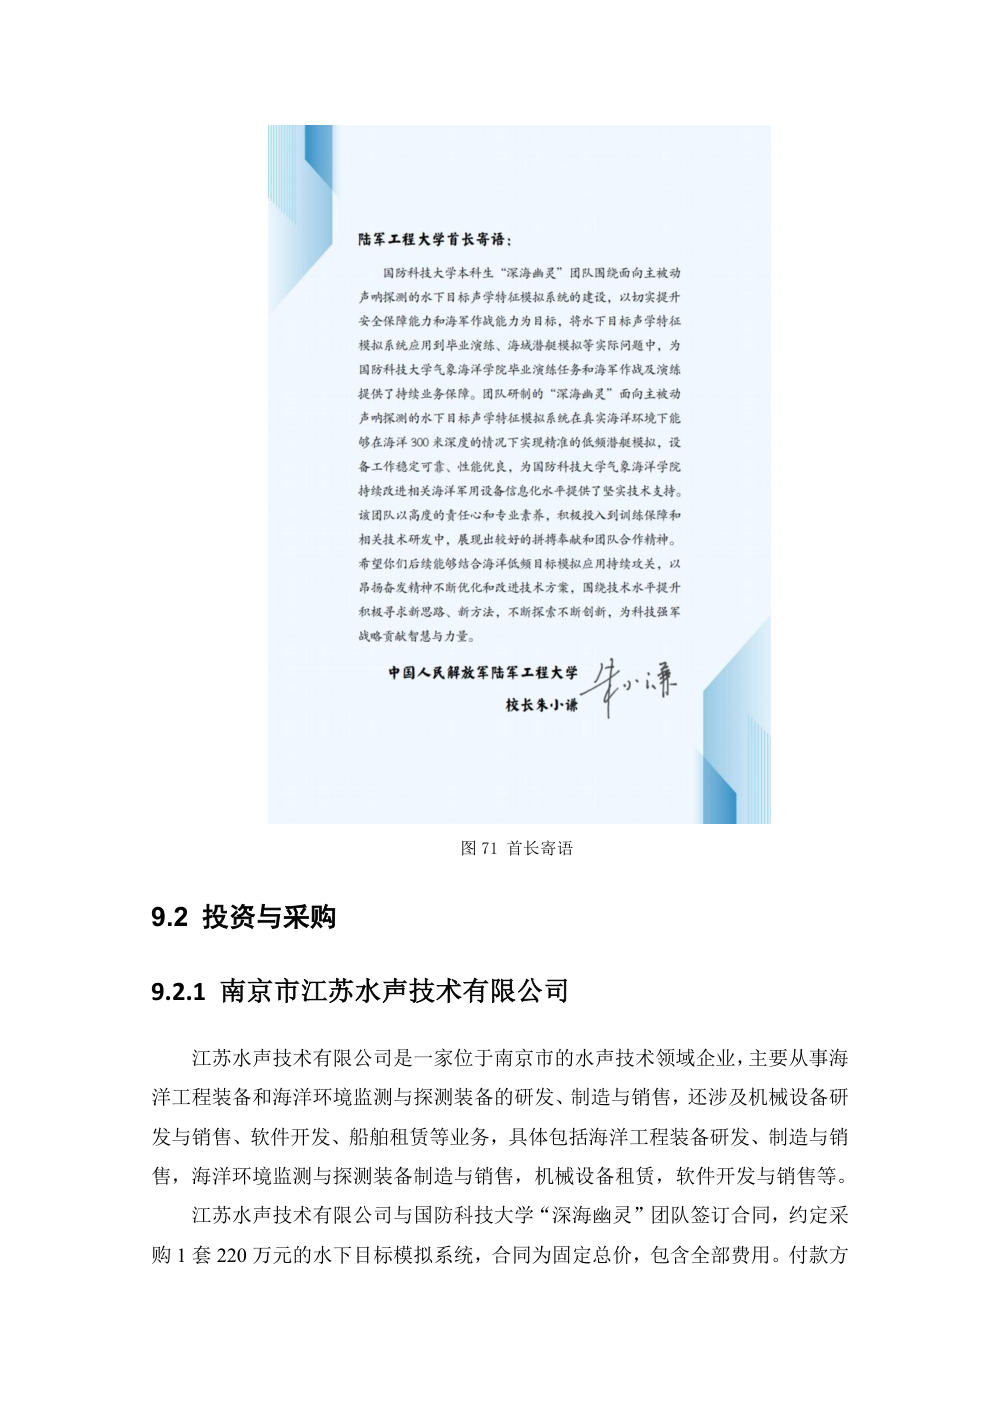 陆军工程大学首长寄语：
国防科技大学本科生“深海幽灵”团队围绕面向主被动
声呐探测的水下目标声学特征模拟系统的建设，以切实提升
安全保障能力和海军作战能力为目标，将水下目标声学特征
模拟系统应用到毕业演练、海域潜艇模拟等实际问题中，为
国防科技大学气象海洋学院毕业演练任务和海军作战及演练
提供了持续业务保障。团队研制的“深海幽灵”面向主被动
声呐探测的水下目标声学特征模拟系统在真实海洋环境下能
够在海洋 300 米深度的情况下实现精准的低频潜艇模拟，设
备工作稳定可靠、性能优良，为国防科技大学气象海洋学院
持续改进相关海洋军用设备信息化水平提供了坚实技术支持。
该团队以高度的责任心和专业素养，积极投入到训练保障和
相关技术研发中，展现出较好的拼搏奉献和团队合作精神。
希望你们后续能够结合海洋低频目标模拟应用持续攻关，以
昂扬奋发精神不断优化和改进技术方案，围绕技术水平提升
积极寻求新思路、新方法，不断探索不断创新，为科技强军
战略贡献智慧与力量。
中国人民解放军陆军工程大学
校长朱小谦
朱小谦
图 71 首长寄语
9.2 投资与采购
9.2.1 南京市江苏水声技术有限公司
江苏水声技术有限公司是一家位于南京市的水声技术领域企业，主要从事海
洋工程装备和海洋环境监测与探测装备的研发、制造与销售，还涉及机械设备研
发与销售、软件开发、船舶租赁等业务，具体包括海洋工程装备研发、制造与销
售，海洋环境监测与探测装备制造与销售，机械设备租赁，软件开发与销售等。
江苏水声技术有限公司与国防科技大学“深海幽灵”团队签订合同，约定采
购 1 套 220 万元的水下目标模拟系统，合同为固定总价，包含全部费用。付款方